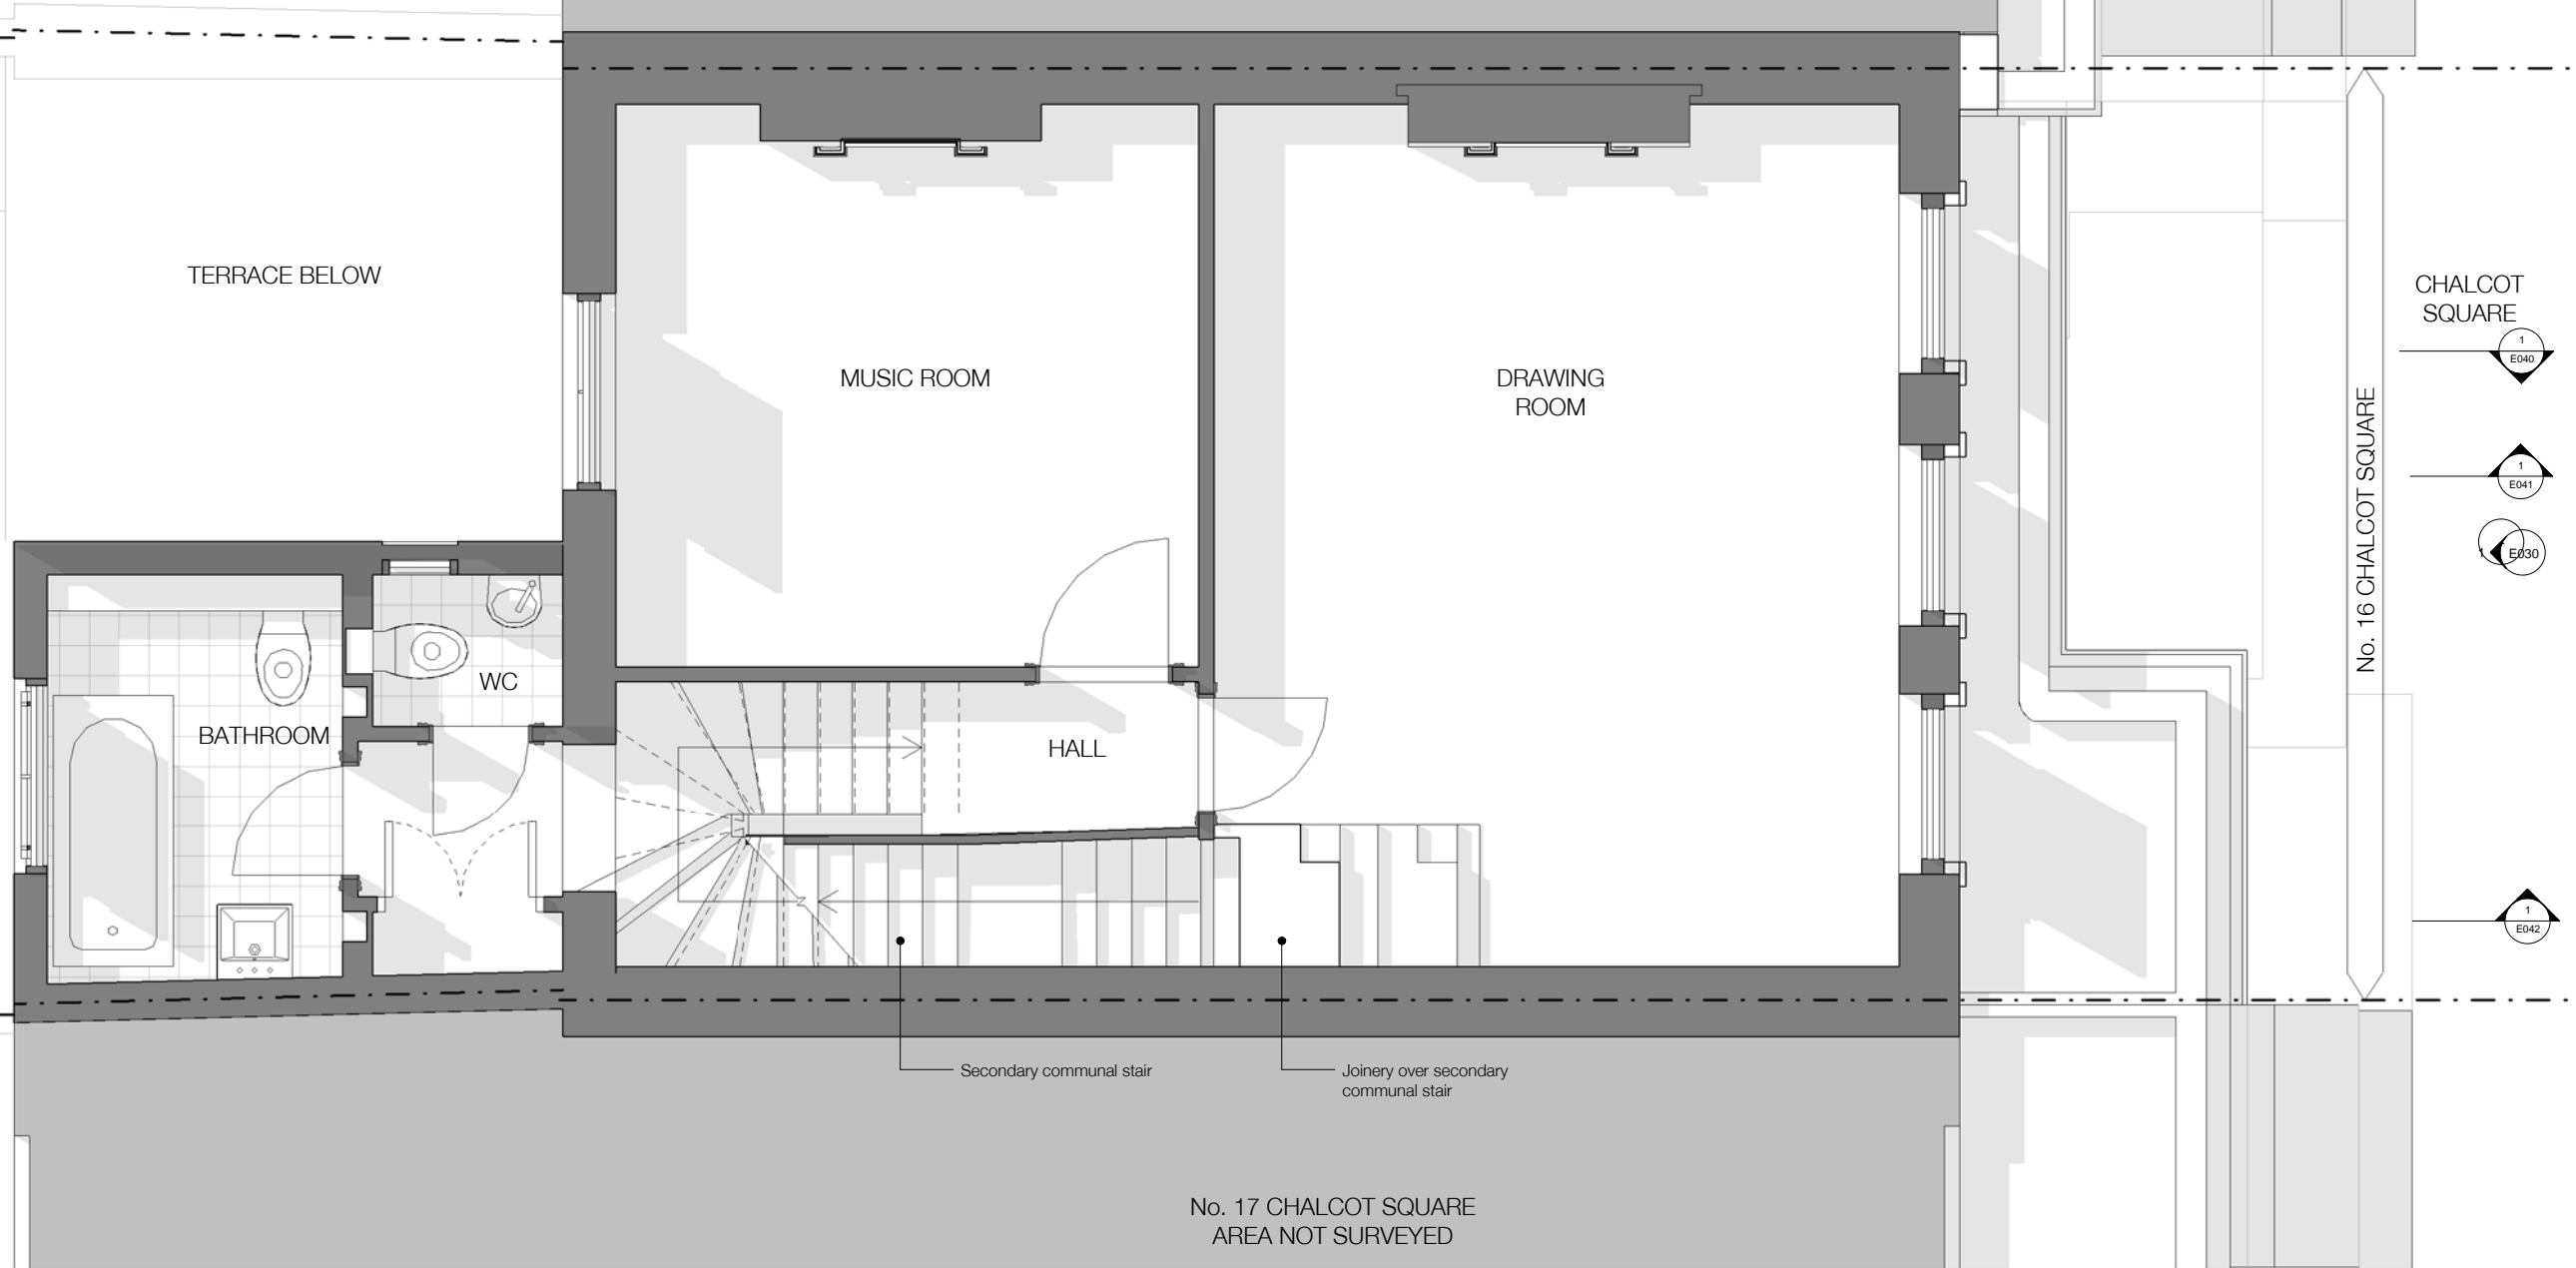 TERRACE BELOW
MUSIC ROOM
DRAWING
ROOM
CHALCOT
SQUARE
1
E040
1
E041
1
E030
No. 16 CHALCOT SQUARE
WC
BATHROOM
HALL
1
E042
Secondary communal stair
Joinery over secondary
communal stair
No. 17 CHALCOT SQUARE
AREA NOT SURVEYED